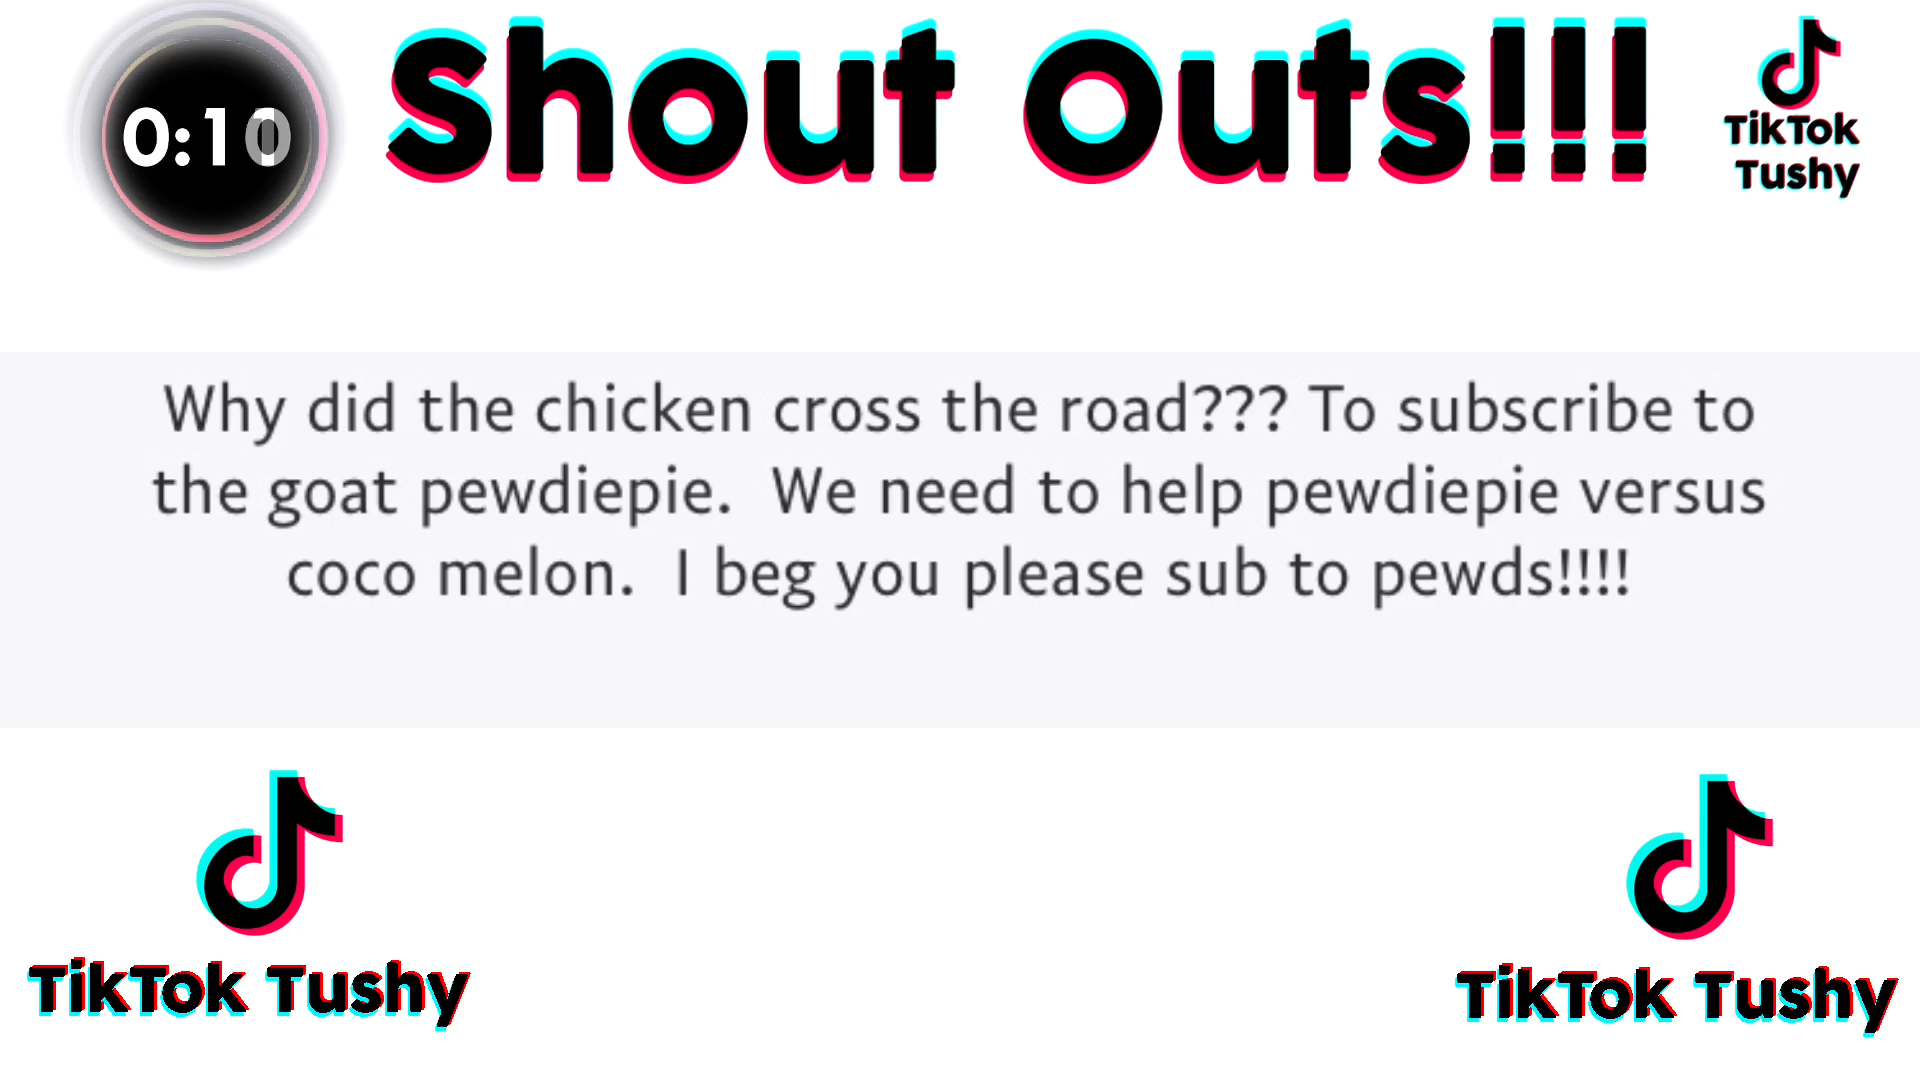 0:10
Shout Outs!!!
TikTok
Tushy
Why did the chicken cross the road??? To subscribe to
the goat pewdiepie.  We need to help pewdiepie versus
coco melon.  I beg you please sub to pewds!!!!
TikTok Tushy
TikTok Tushy